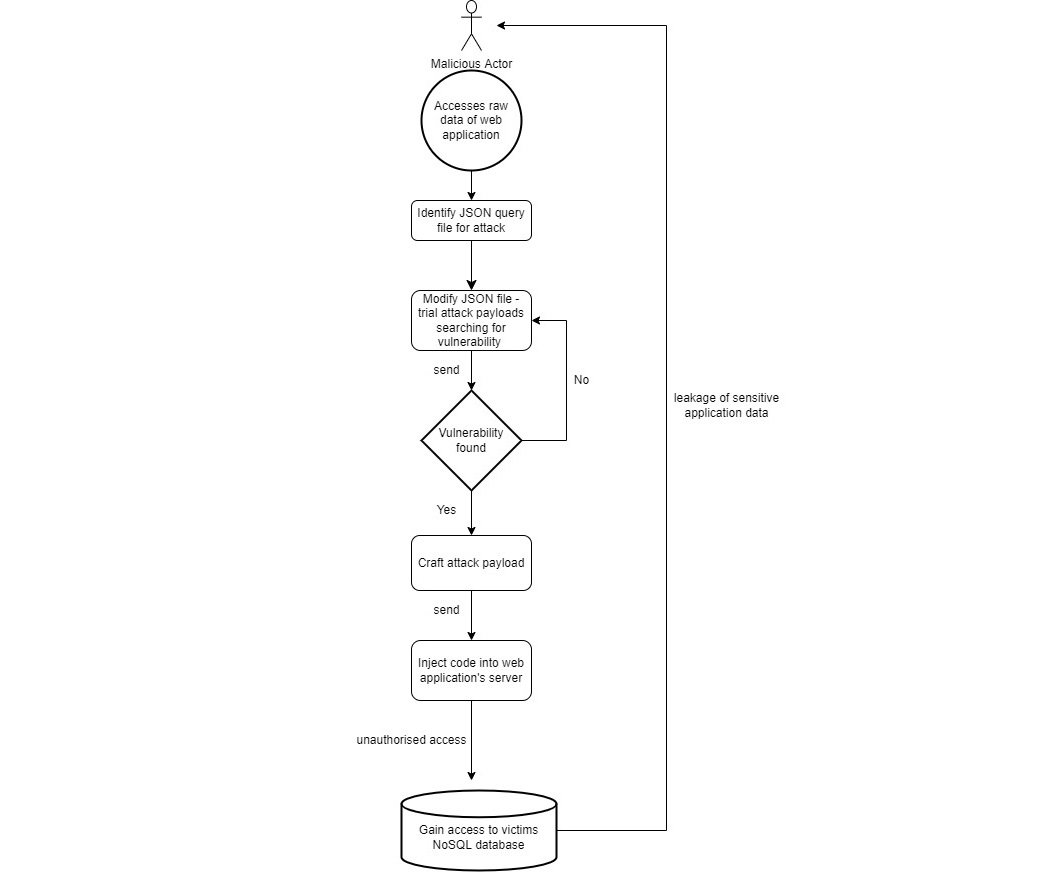 Malicious Actor
Accesses raw
data of web
application
Identify JSON query
file for attack
Modify JSON file -
trial attack payloads
searching for
vulnerability
send
No
leakage of sensitive
application data
Vulnerability
found
Yes
Craft attack payload
send
Inject code into web
application's server
unauthorised access
Gain access to victims
NoSQL database